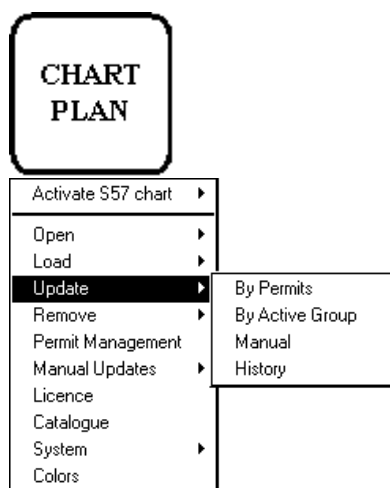 CHART
PLAN
Activate S57 chart
Open
Load
Update
By Permits
Remove
By Active Group
Permit Management
Manual
Manual Updates
History
Licence
Catalogue
System
Colors